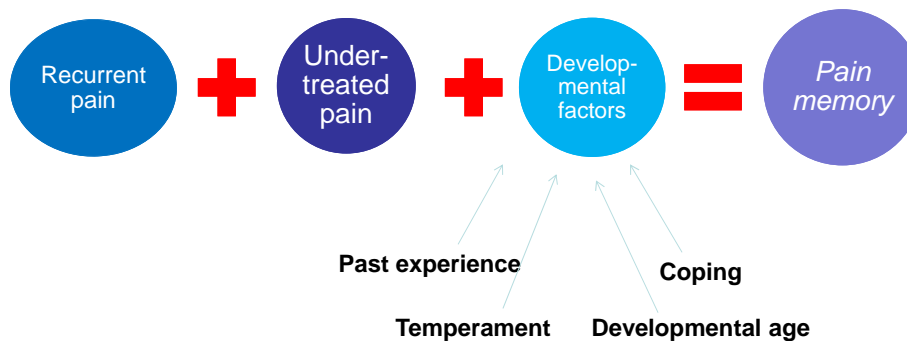 Recurrent
pain
Under-
treated
pain
Develop-
mental
factors
Pain
memory
Past experience
Coping
Temperament
Developmental age